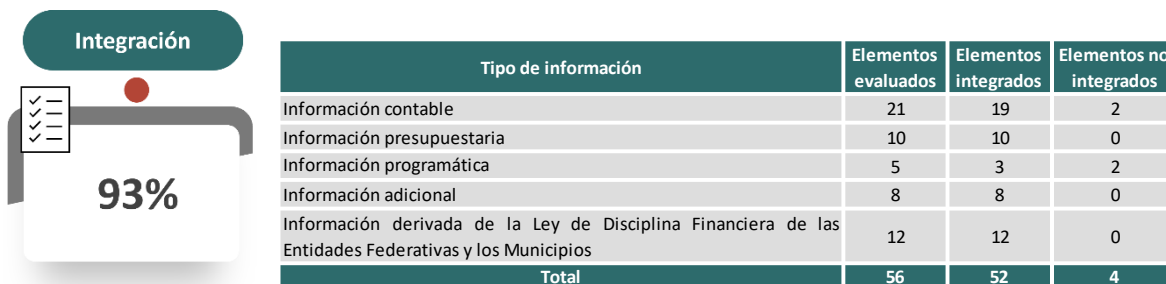 Integración
93%
Tipo de información
Elementos evaluados
Elementos integrados
Elementos no integrados
Información contable 21 19 2
Información presupuestaria 10 10 0
Información programática 5 3 2
Información adicional 8 8 0
Información derivada de la Ley de Disciplina Financiera de las
Entidades Federativas y los Municipios 12 12 0
Total 56 52 4